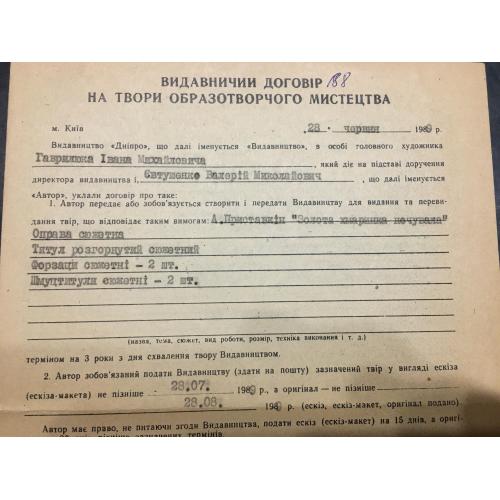 ВИДАВНИЧИЙ ДОГОВІР 188
НА ТВОРИ ОБРАЗОТВОРЧОГО МИСТЕЦТВА
м. Київ 28. червня 1989 р.
Видавництво «Дніпро», що далі іменується «Видавництво», в особі головного художника
Гаврилюка Івана Михайловича, який діє на підставі доручення
директора видавництва і, Євтушенко Валерій Миколайович, що далі іменується
«Автор», уклали договір про таке:
1. Автор передає або зобов'язується створити і передати Видавництву для видання та переви-
дання твір, що відповідає таким вимогам: А.Приставкін "Золота хмаринка ночувала"
Оправа сюжетна
Титул розгорнутий сюжетний
Форзаци сюжетні - 2 шт.
Шмуцтитули сюжетні - 2 шт.
(назва, тема, сюжет, вид роботи, розмір, техніка виконання і т. д.)
терміном на 3 роки з дня схвалення твору Видавництвом.
2. Автор зобов'язаний подати Видавництву (здати на пошту) зазначений твір у вигляді ескіза
(ескіза-макета) не пізніше 28.07. 1989 р., а оригінал — не пізніше
28.08. 1989 р. (ескіз, ескіз-макет, оригінал подано).
Автор має право, не питаючи згоди Видавництва, подати ескіз (ескіз-макет) на 15 днів, а оригі-
пізніше зазначених термінів.